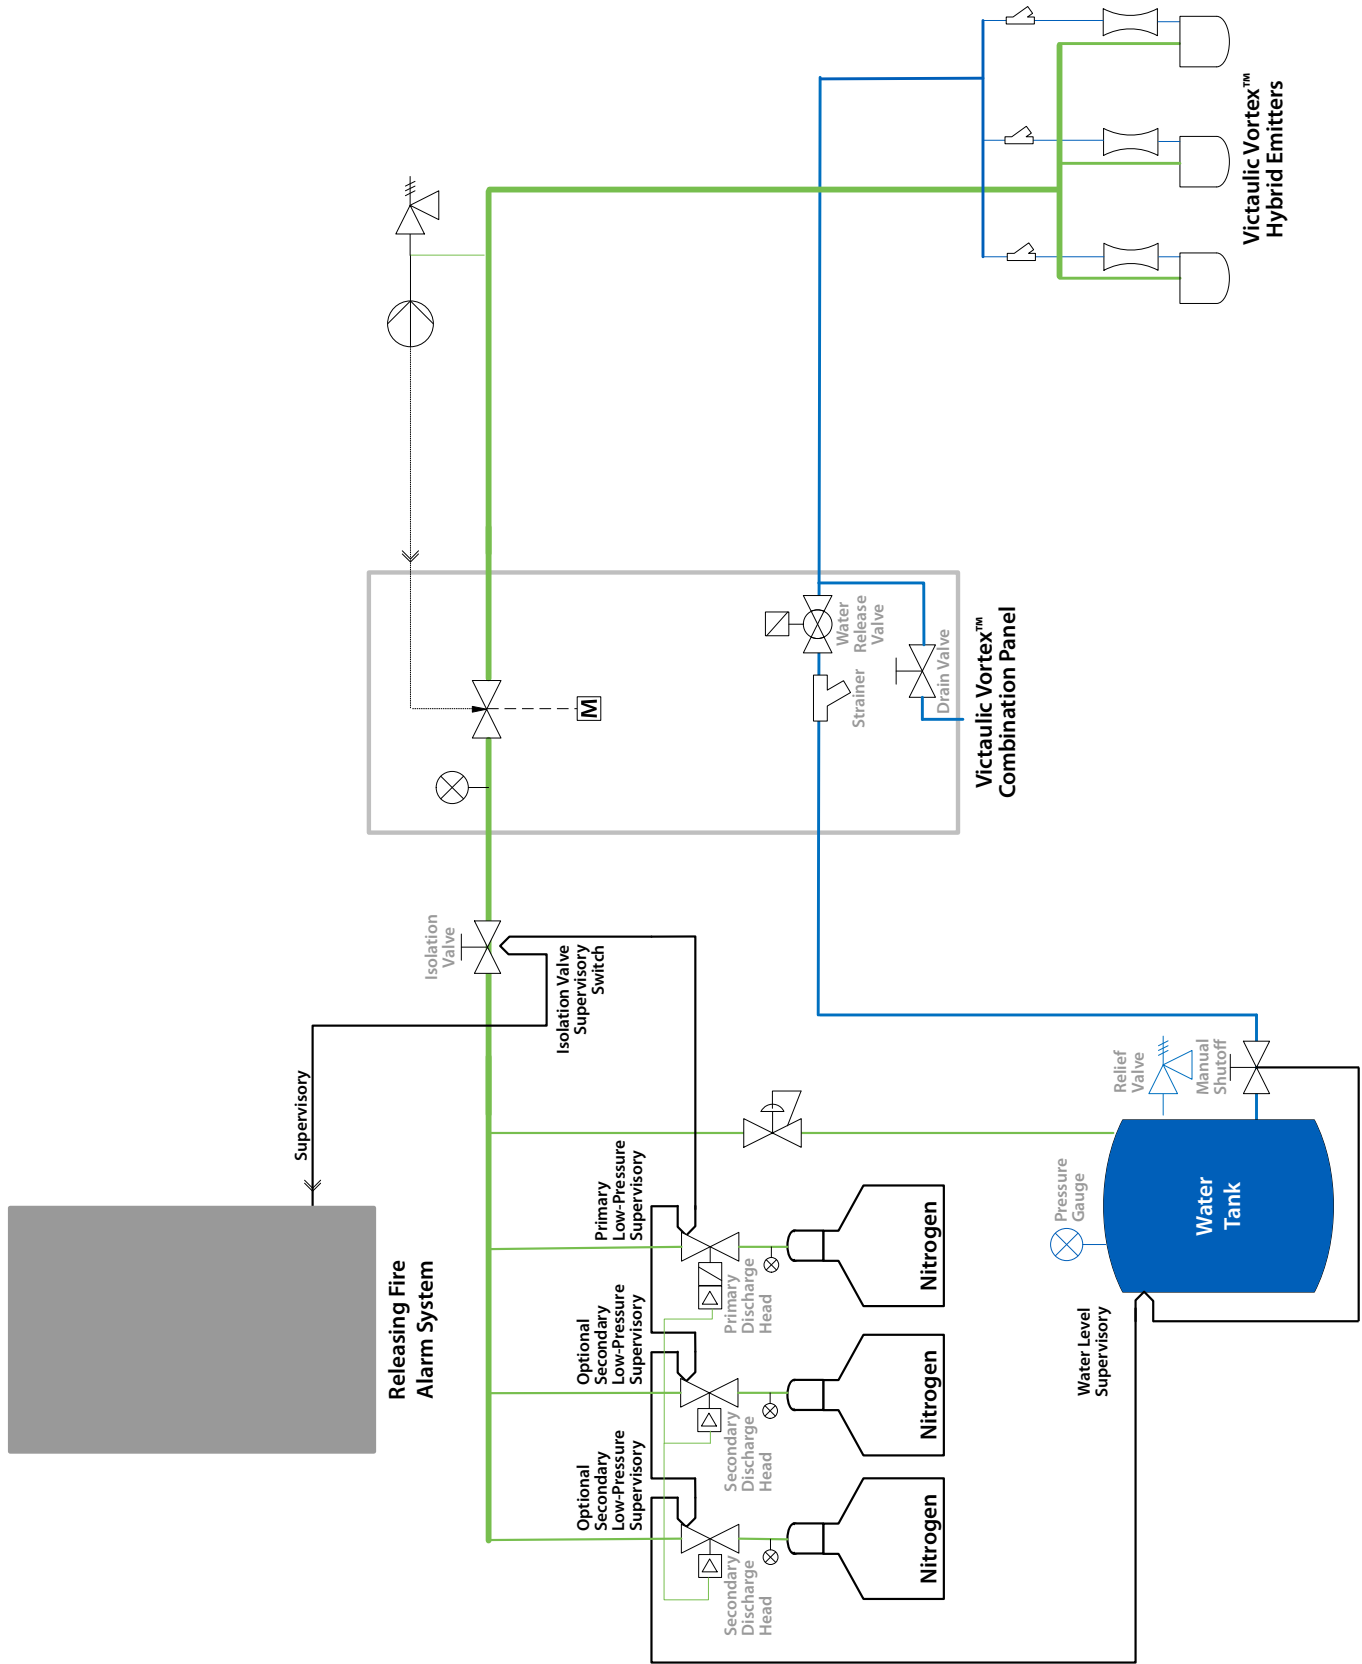 Releasing Fire
Alarm System
Supervisory
Isolation
Valve
Isolation Valve
Supervisory
Switch
Optional
Secondary
Low-Pressure
Supervisory
Optional
Secondary
Low-Pressure
Supervisory
Primary
Low-Pressure
Supervisory
Secondary
Discharge
Head
Secondary
Discharge
Head
Primary
Discharge
Head
Nitrogen
Nitrogen
Nitrogen
M
Strainer
Water
Release
Valve
Drain Valve
Victaulic Vortex™
Combination Panel
Water Level
Supervisory
Pressure
Gauge
Relief
Valve
Manual
Shutoff
Water
Tank
Victaulic Vortex™
Hybrid Emitters